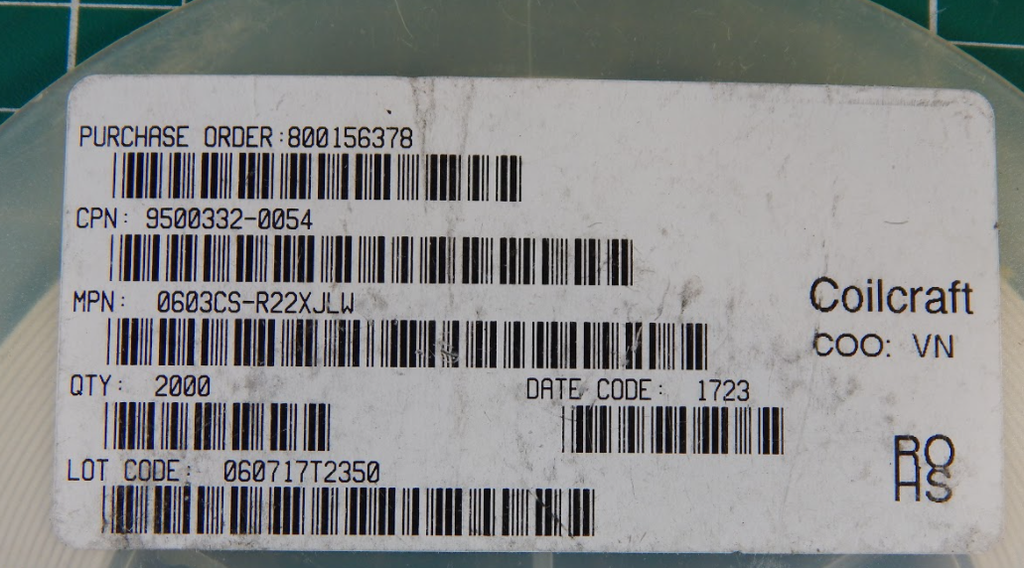 PURCHASE ORDER:800156378
CPN: 9500332-0054
MPN: 0603CS-R22XJLW
Coilcraft
COO: VN
QTY: 2000 DATE CODE: 1723
LOT CODE: 060717T2350
RO
HS